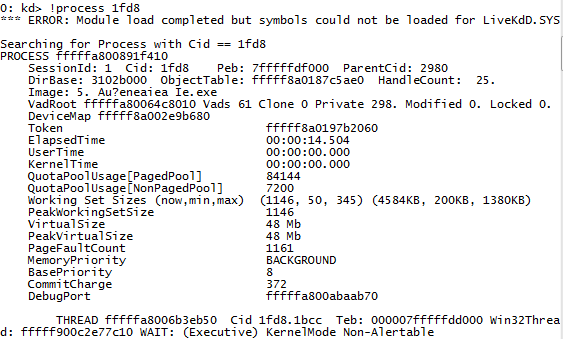 0: kd> !process 1fd8
*** ERROR: Module load completed but symbols could not be loaded for LiveKdD.SYS
Searching for Process with Cid == 1fd8
PROCESS fffffa800891f410
SessionId: 1  Cid: 1fd8    Peb: 7fffffdf000  ParentCid: 2980
DirBase: 3102b000  ObjectTable: fffff8a0187c5ae0  HandleCount:  25.
Image: 5. Au?eneaiea Ie.exe
VadRoot fffffa80064c8010 Vads 61 Clone 0 Private 298. Modified 0. Locked 0.
DeviceMap fffff8a002e9b680
Token                             fffff8a0197b2060
ElapsedTime                       00:00:14.504
UserTime                          00:00:00.000
KernelTime                        00:00:00.000
QuotaPoolUsage[PagedPool]         84144
QuotaPoolUsage[NonPagedPool]      7200
Working Set Sizes (now,min,max)  (1146, 50, 345) (4584KB, 200KB, 1380KB)
PeakWorkingSetSize                1146
VirtualSize                       48 Mb
PeakVirtualSize                   48 Mb
PageFaultCount                    1161
MemoryPriority                    BACKGROUND
BasePriority                      8
CommitCharge                      372
DebugPort                         fffffa800abaab70
THREAD fffffa8006b3eb50  Cid 1fd8.1bcc  Teb: 000007fffffdd000 Win32Threa
d: fffff900c2e77c10 WAIT: (Executive) KernelMode Non-Alertable